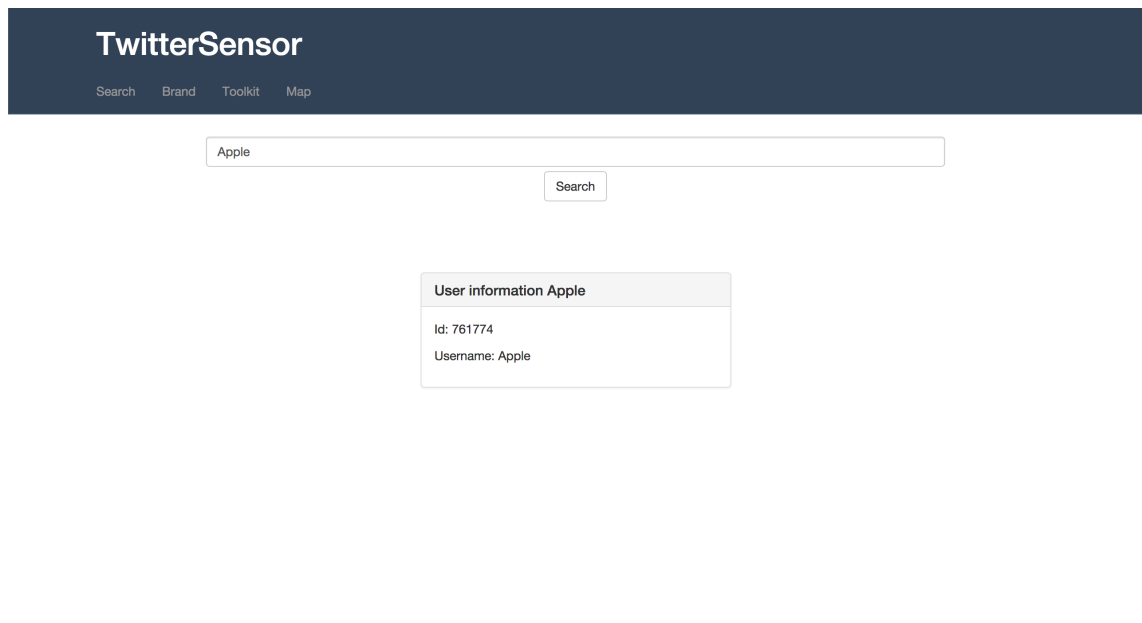 TwitterSensor
Search Brand Toolkit Map
Apple
Search
User information Apple
Id: 761774
Username: Apple